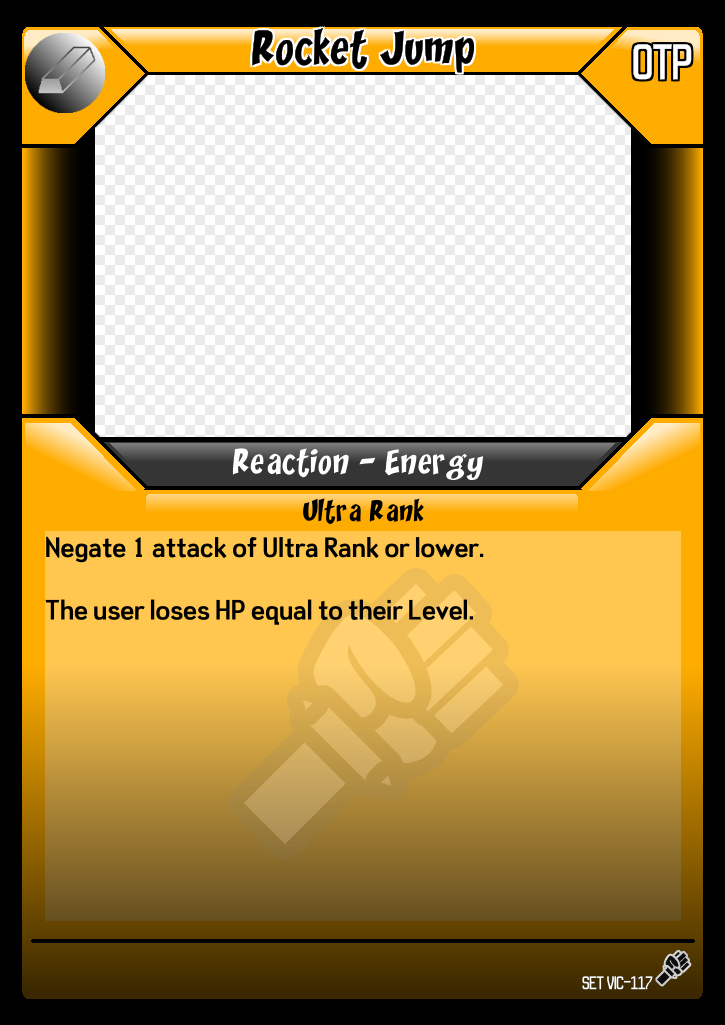 Rocket Jump
OTP
Reaction - Energy
Ultra Rank
Negate 1 attack of Ultra Rank or lower.
The user loses HP equal to their Level.
SET VIC-117